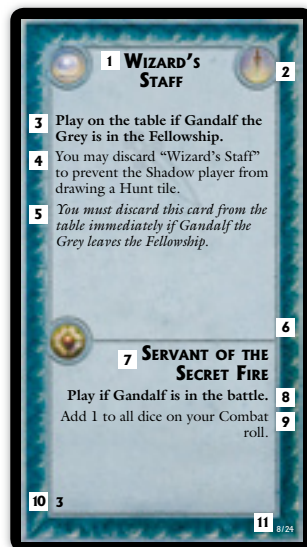 1 WIZARD'S
STAFF
2
3 Play on the table if Gandalf the
Grey is in the Fellowship.
4 You may discard “Wizard's Staff”
to prevent the Shadow player from
drawing a Hunt tile.
5 You must discard this card from the
table immediately if Gandalf the
Grey leaves the Fellowship.
6
7 SERVANT OF THE
SECRET FIRE
Play if Gandalf is in the battle. 8
Add 1 to all dice on your Combat 9
roll.
10 3
11 8/24